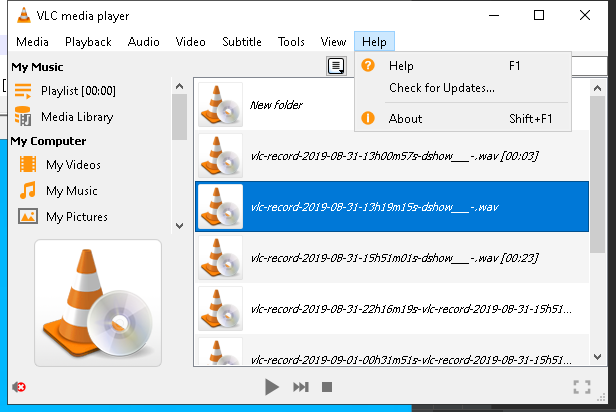 VLC media player
Media Playback Audio Video Subtitle Tools View Help
My Music
Playlist [00:00]
Media Library
My Computer
My Videos
My Music
My Pictures
Help F1
Check for Updates...
About Shift+F1
New folder
vlc-record-2019-08-31-13h00m57s-dshow___-.wav [00:03]
vlc-record-2019-08-31-13h19m15s-dshow___-.wav
vlc-record-2019-08-31-15h51m01s-dshow___-.wav [00:23]
vlc-record-2019-08-31-22h16m19s-vlc-record-2019-08-31-15h51...
vlc-record-2019-09-01-00h31m51s-vlc-record-2019-08-31-15h51...